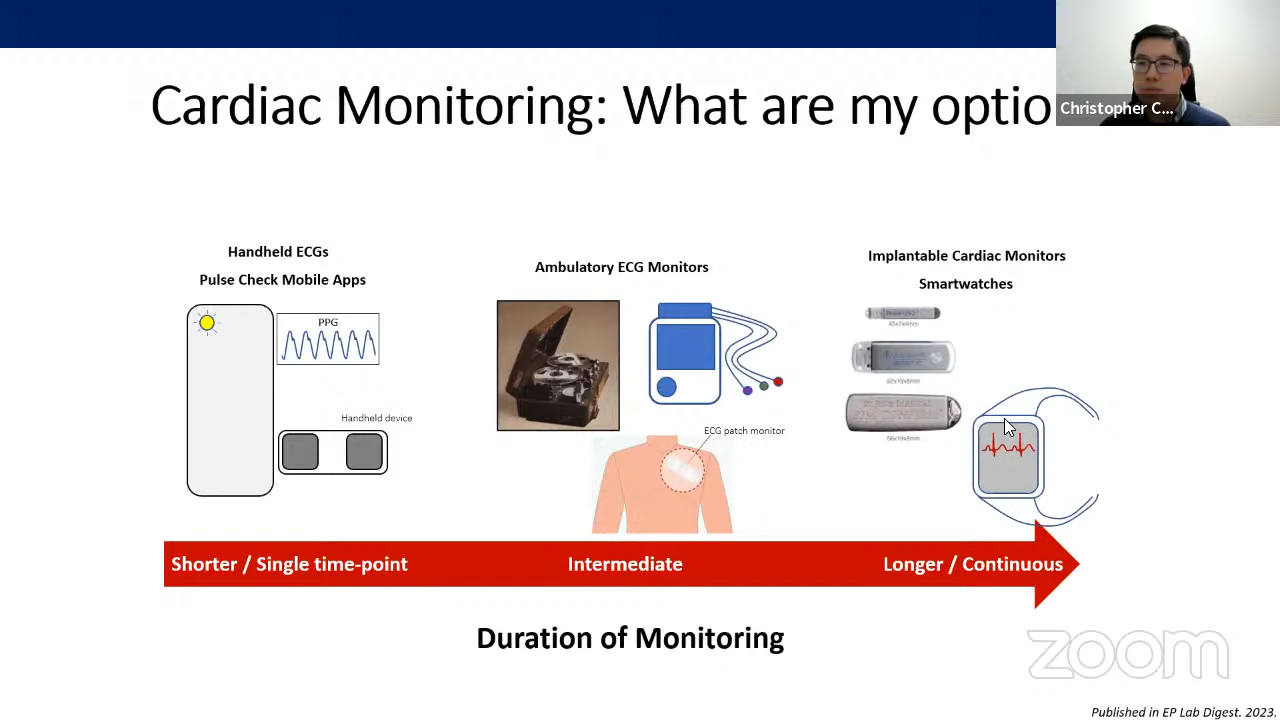 Cardiac Monitoring: What are my optio
Christopher C...
Handheld ECGs
Pulse Check Mobile Apps
PPG
Handheld device
Ambulatory ECG Monitors
ECG patch monitor
Implantable Cardiac Monitors
Smartwatches
Shorter / Single time-point
Intermediate
Longer / Continuous
Duration of Monitoring
zoom
Published in EP Lab Digest. 2023.